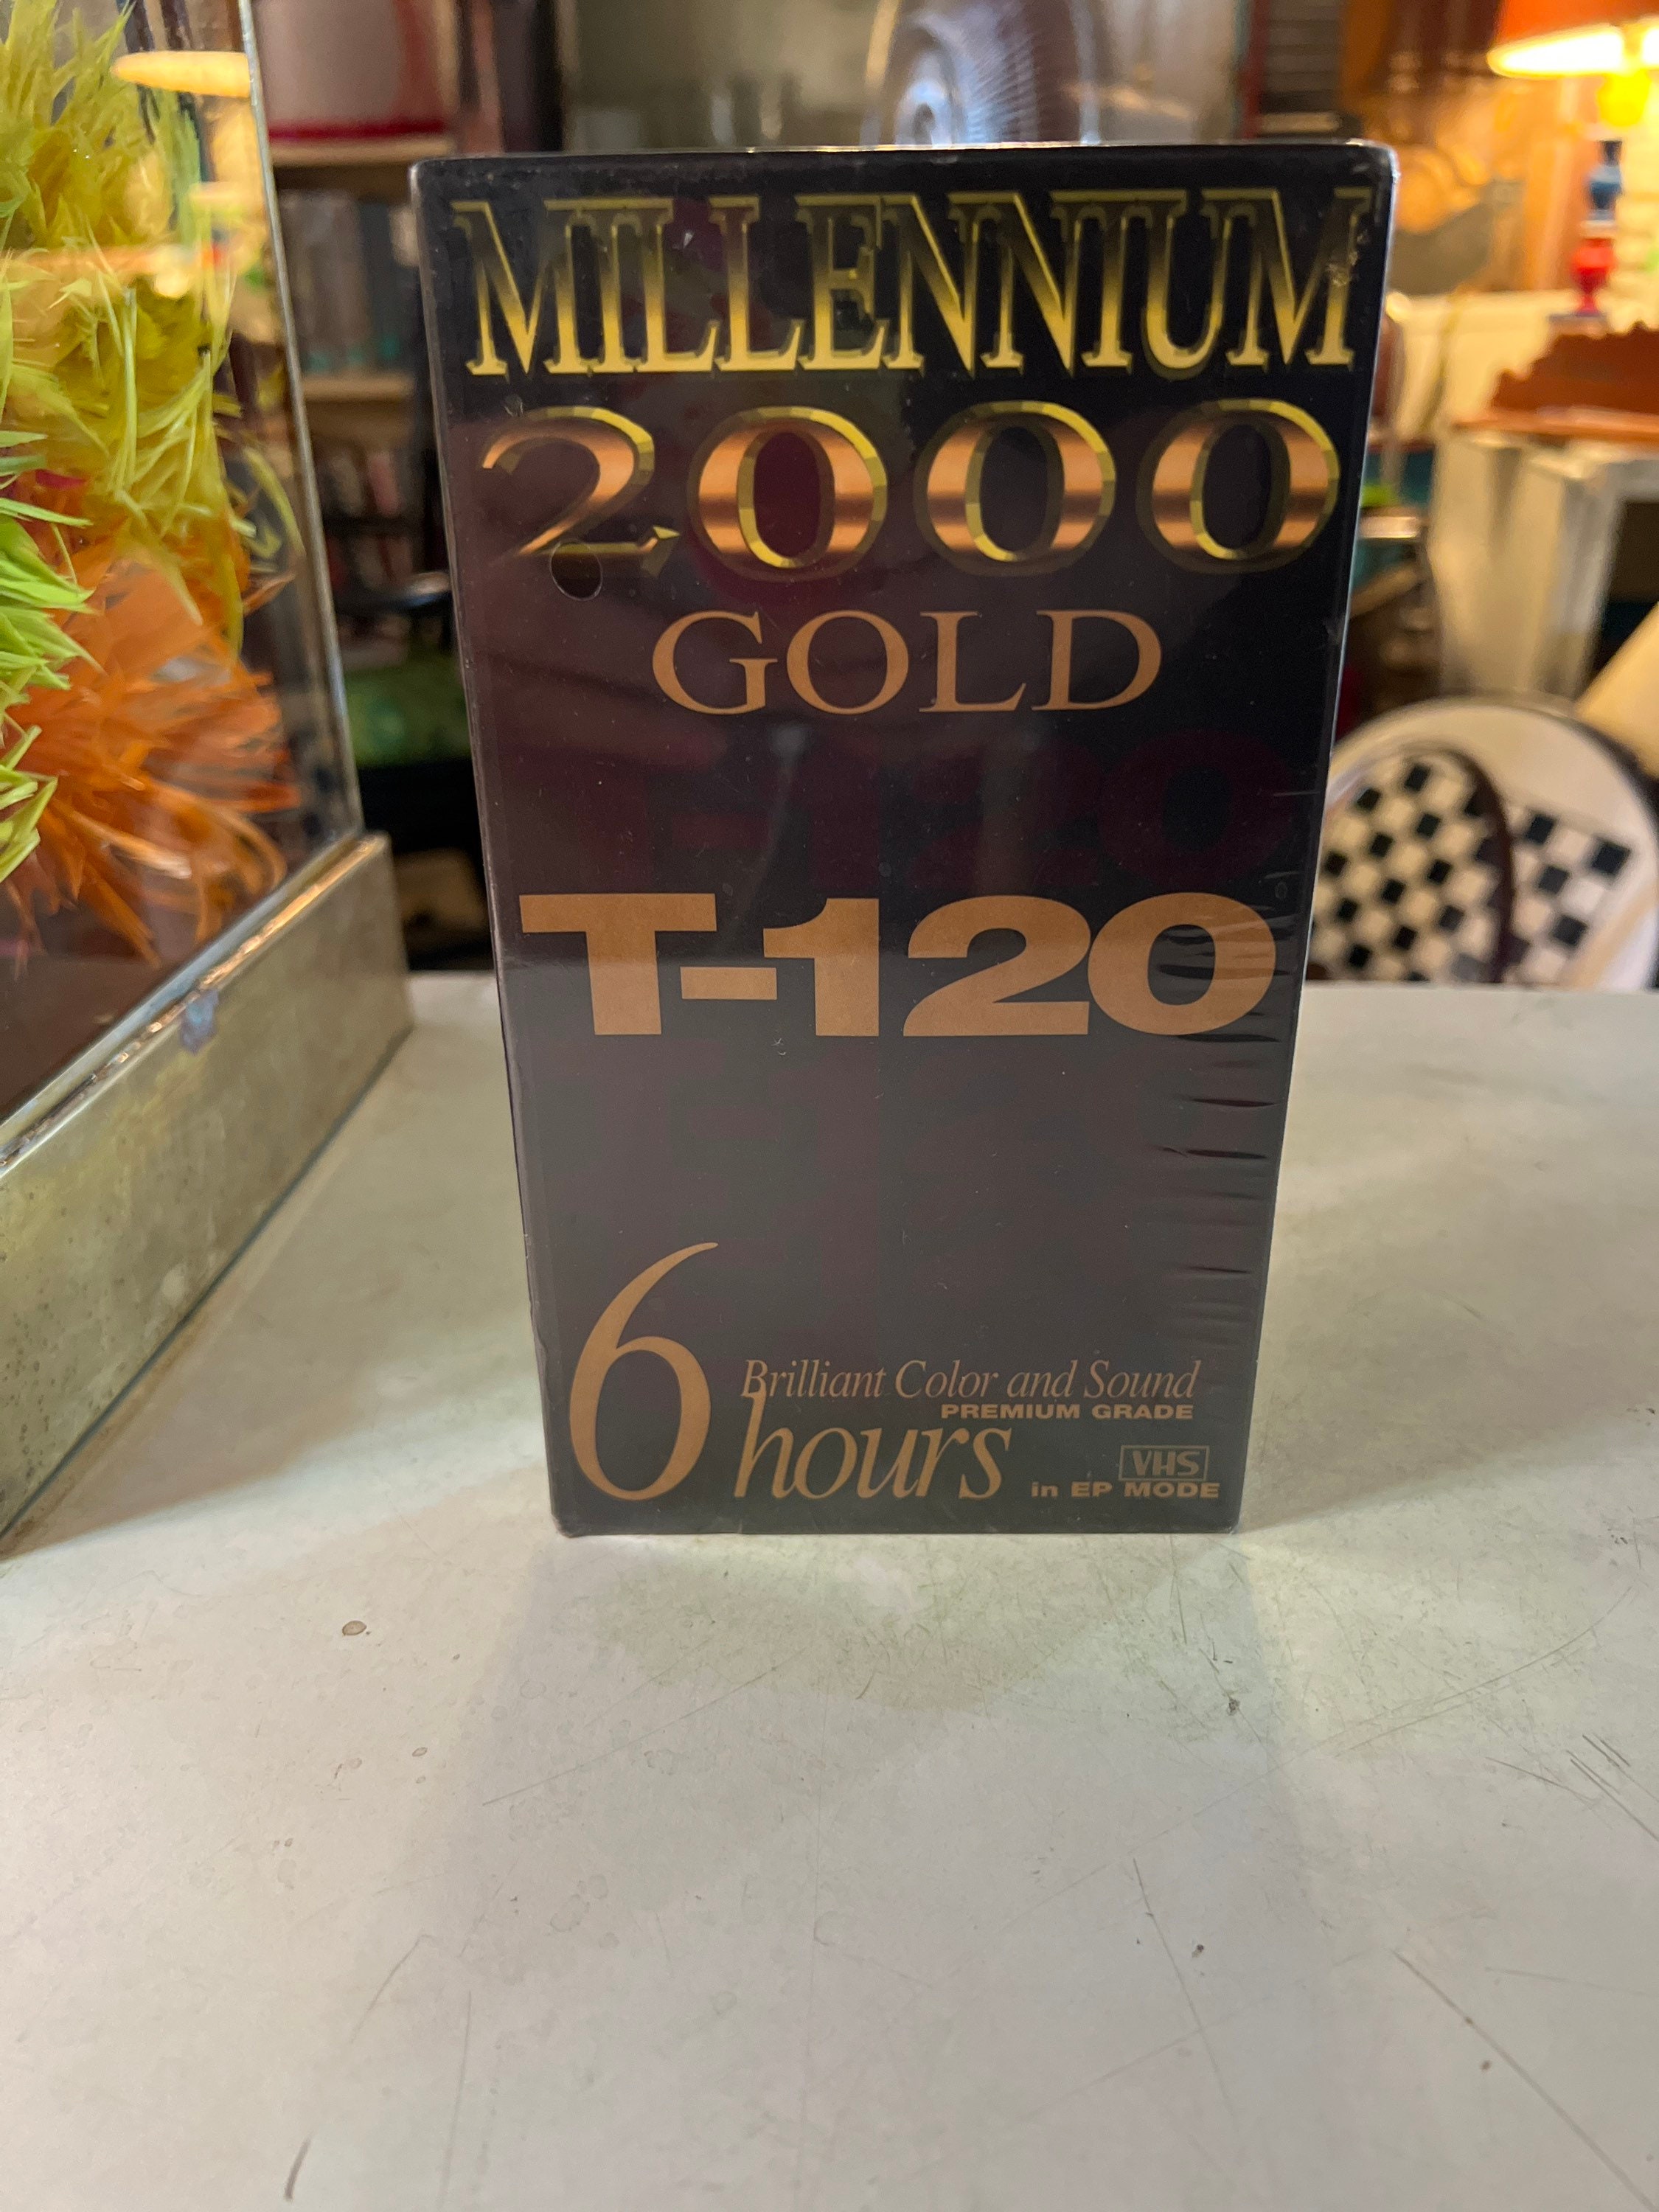 MILLENNIUM
2000
GOLD
T-120
6 hours
Brilliant Color and Sound
PREMIUM GRADE
VHS
in EP MODE